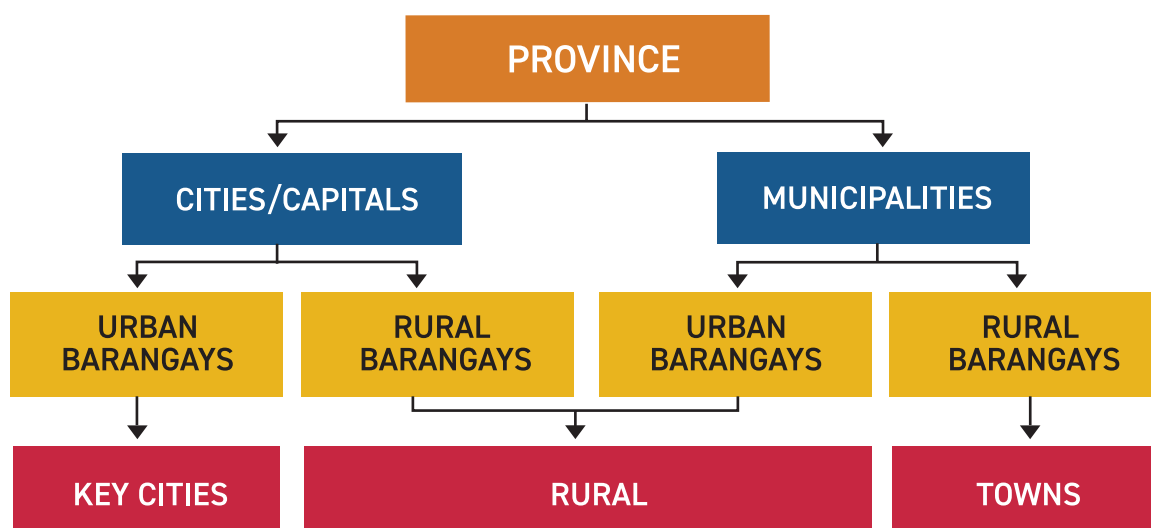 PROVINCE
CITIES/CAPITALS
MUNICIPALITIES
URBAN
BARANGAYS
RURAL
BARANGAYS
URBAN
BARANGAYS
RURAL
BARANGAYS
KEY CITIES
RURAL
TOWNS